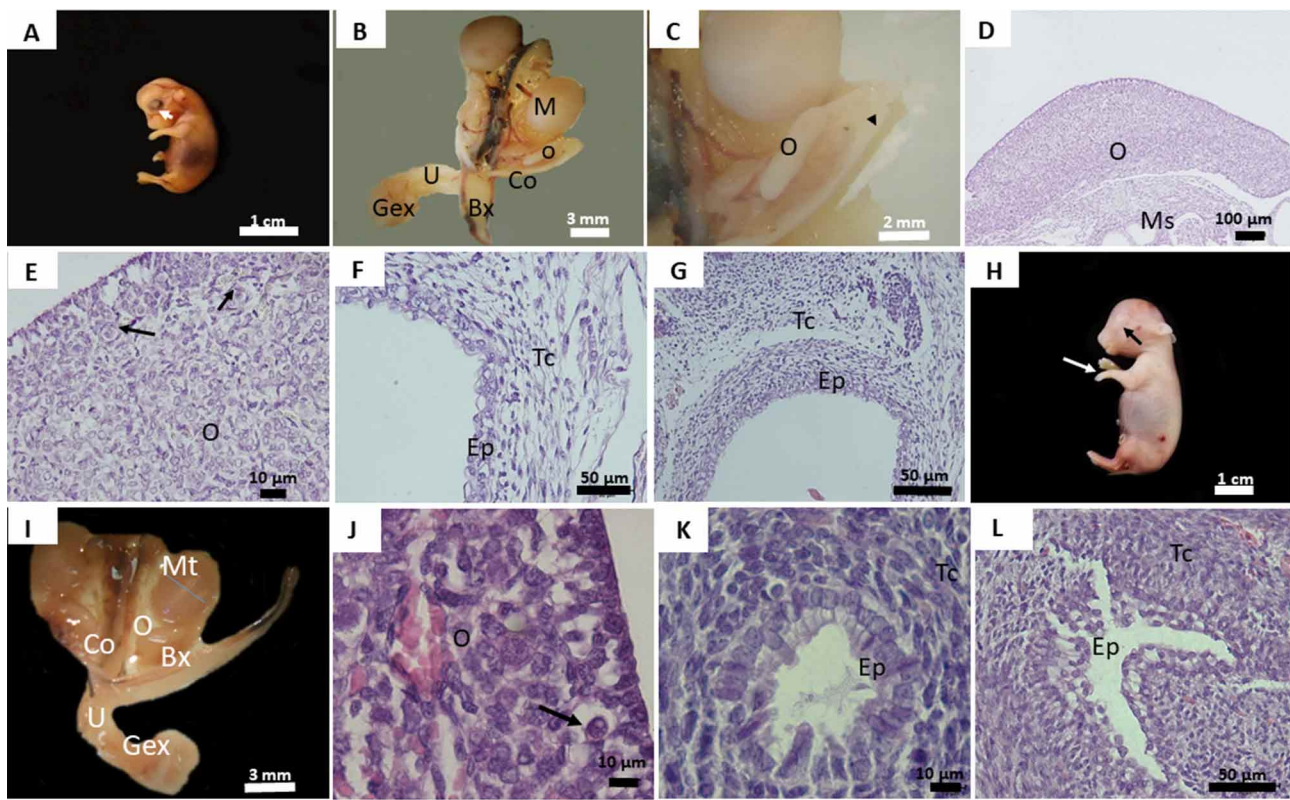 A
1 cm
B
M
o
U
Co
Gex
Bx
3 mm
C
O
2 mm
D
O
Ms
100 µm
E
O
10 µm
F
Tc
Ep
50 µm
G
Tc
Ep
50 µm
H
1 cm
I
Mt
O
Co
Bx
U
Gex
3 mm
J
O
10 µm
K
Tc
Ep
10 µm
L
Tc
Ep
50 µm